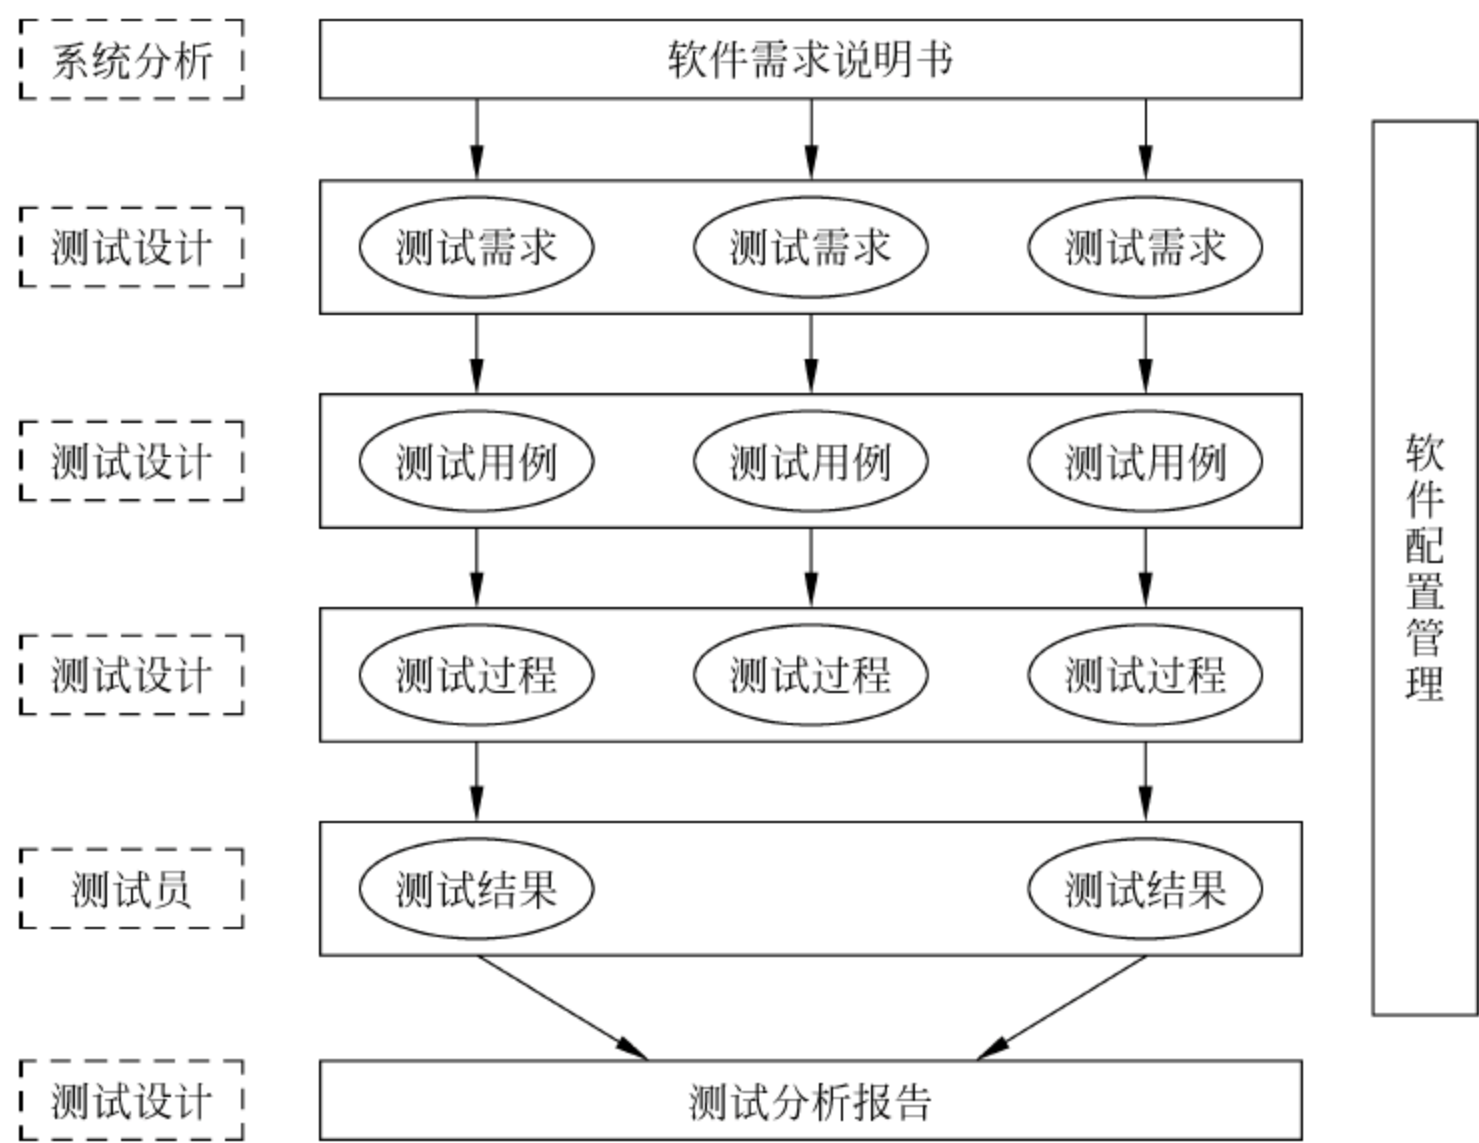 系统分析
软件需求说明书
测试设计
测试需求
测试需求
测试需求
测试设计
测试用例
测试用例
测试用例
测试设计
测试过程
测试过程
测试过程
测试员
测试结果
测试结果
测试设计
测试分析报告
软件配置管理